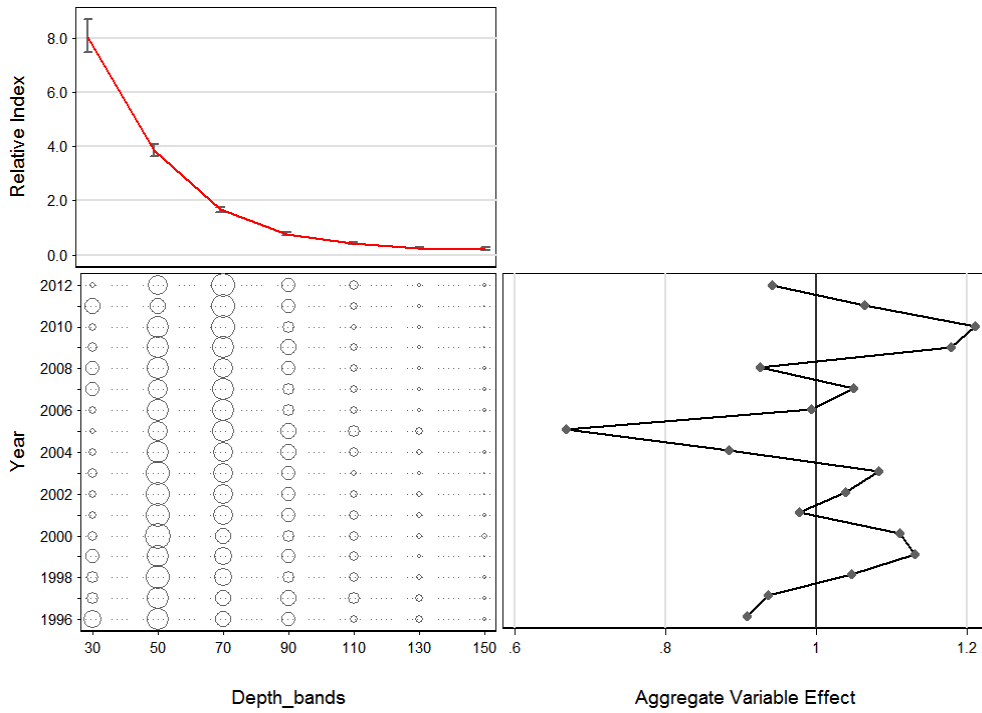 8.0
6.0
4.0
2.0
0.0
Relative Index
2012
2010
2008
2006
2004
2002
2000
1998
1996
Year
30 50 70 90 110 130 150
Depth_bands
.6 .8 1 1.2
Aggregate Variable Effect